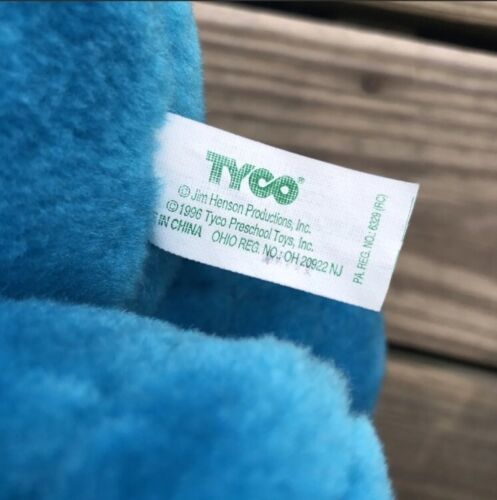 TYCO®
© Jim Henson Productions, Inc.
© 1996 Tyco Preschool Toys, Inc.
IN CHINA OHIO REG. NO.: OH 20922 NJ
PA. REG. NO.: 6329 (RC)